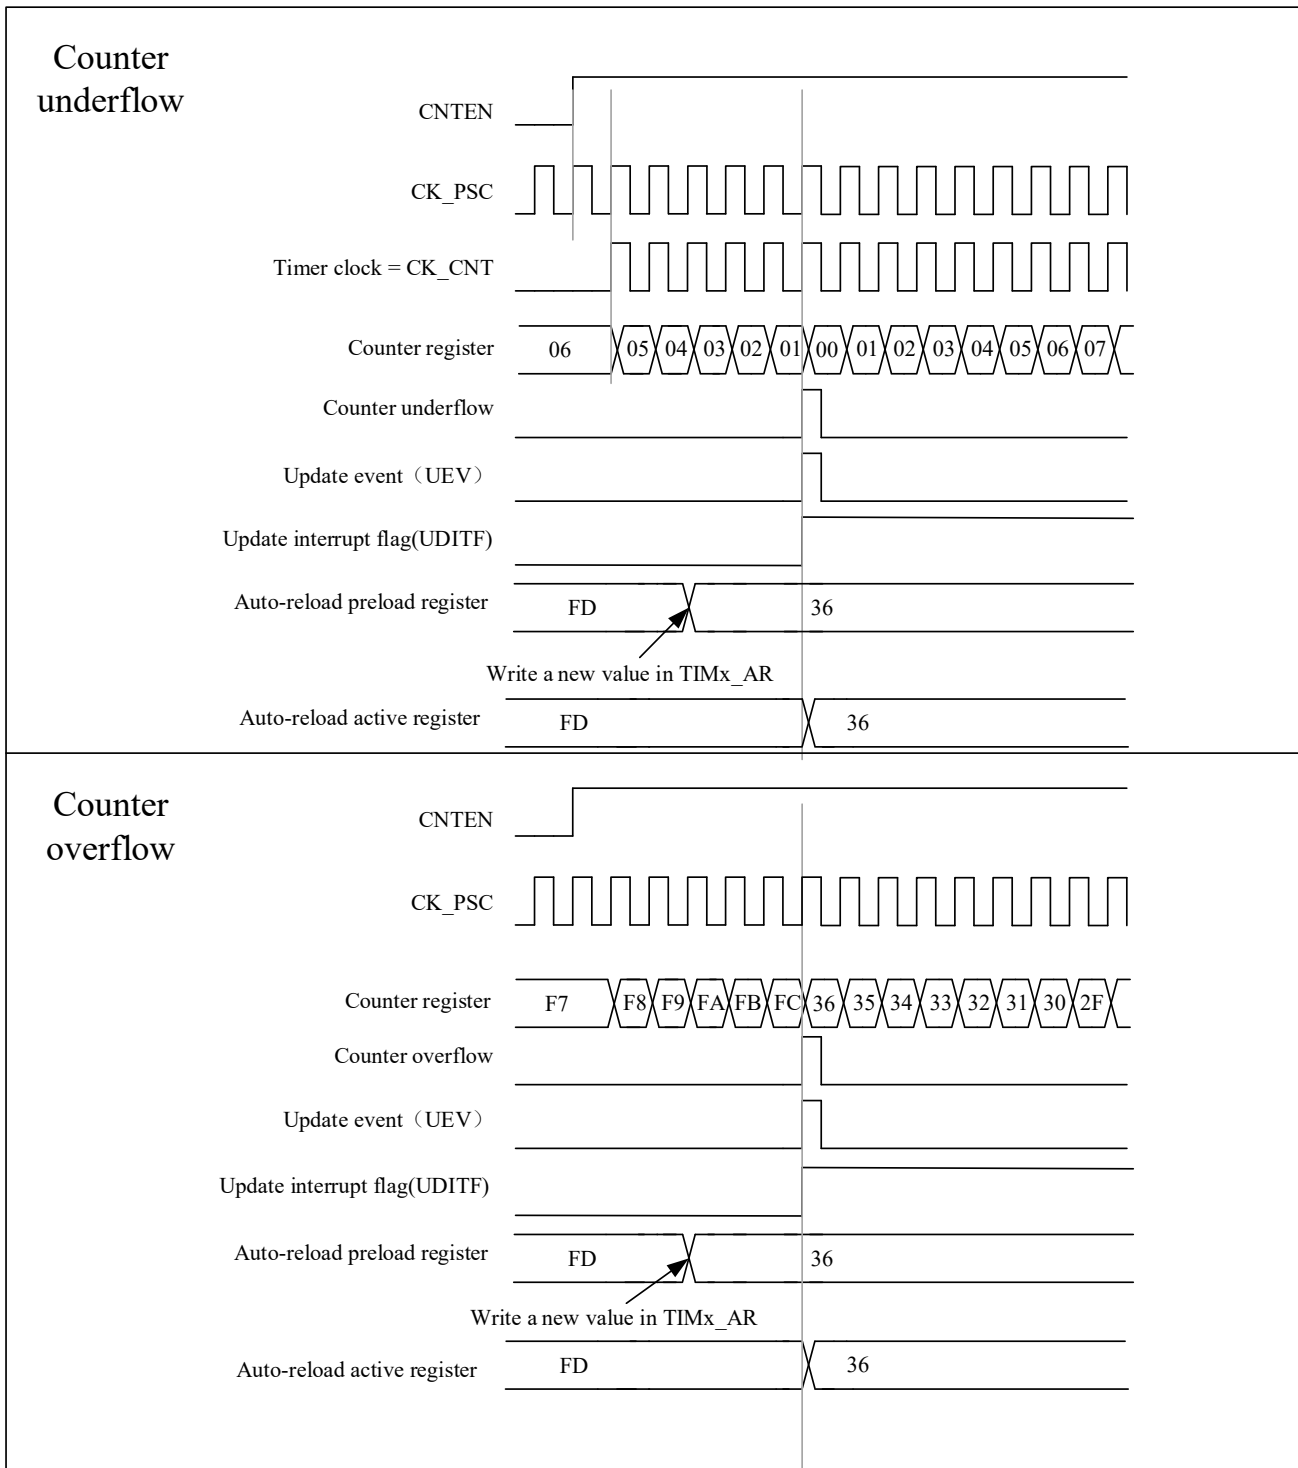 Counter
underflow
CNTEN
CK_PSC
Timer clock = CK_CNT
Counter register 06 05 04 03 02 01 00 01 02 03 04 05 06 07
Counter underflow
Update event（UEV）
Update interrupt flag(UDITF)
Auto-reload preload register FD 36
Write a new value in TIMx_AR
Auto-reload active register FD 36
Counter
overflow
CNTEN
CK_PSC
Counter register F7 F8 F9 FA FB FC 36 35 34 33 32 31 30 2F
Counter overflow
Update event（UEV）
Update interrupt flag(UDITF)
Auto-reload preload register FD 36
Write a new value in TIMx_AR
Auto-reload active register FD 36